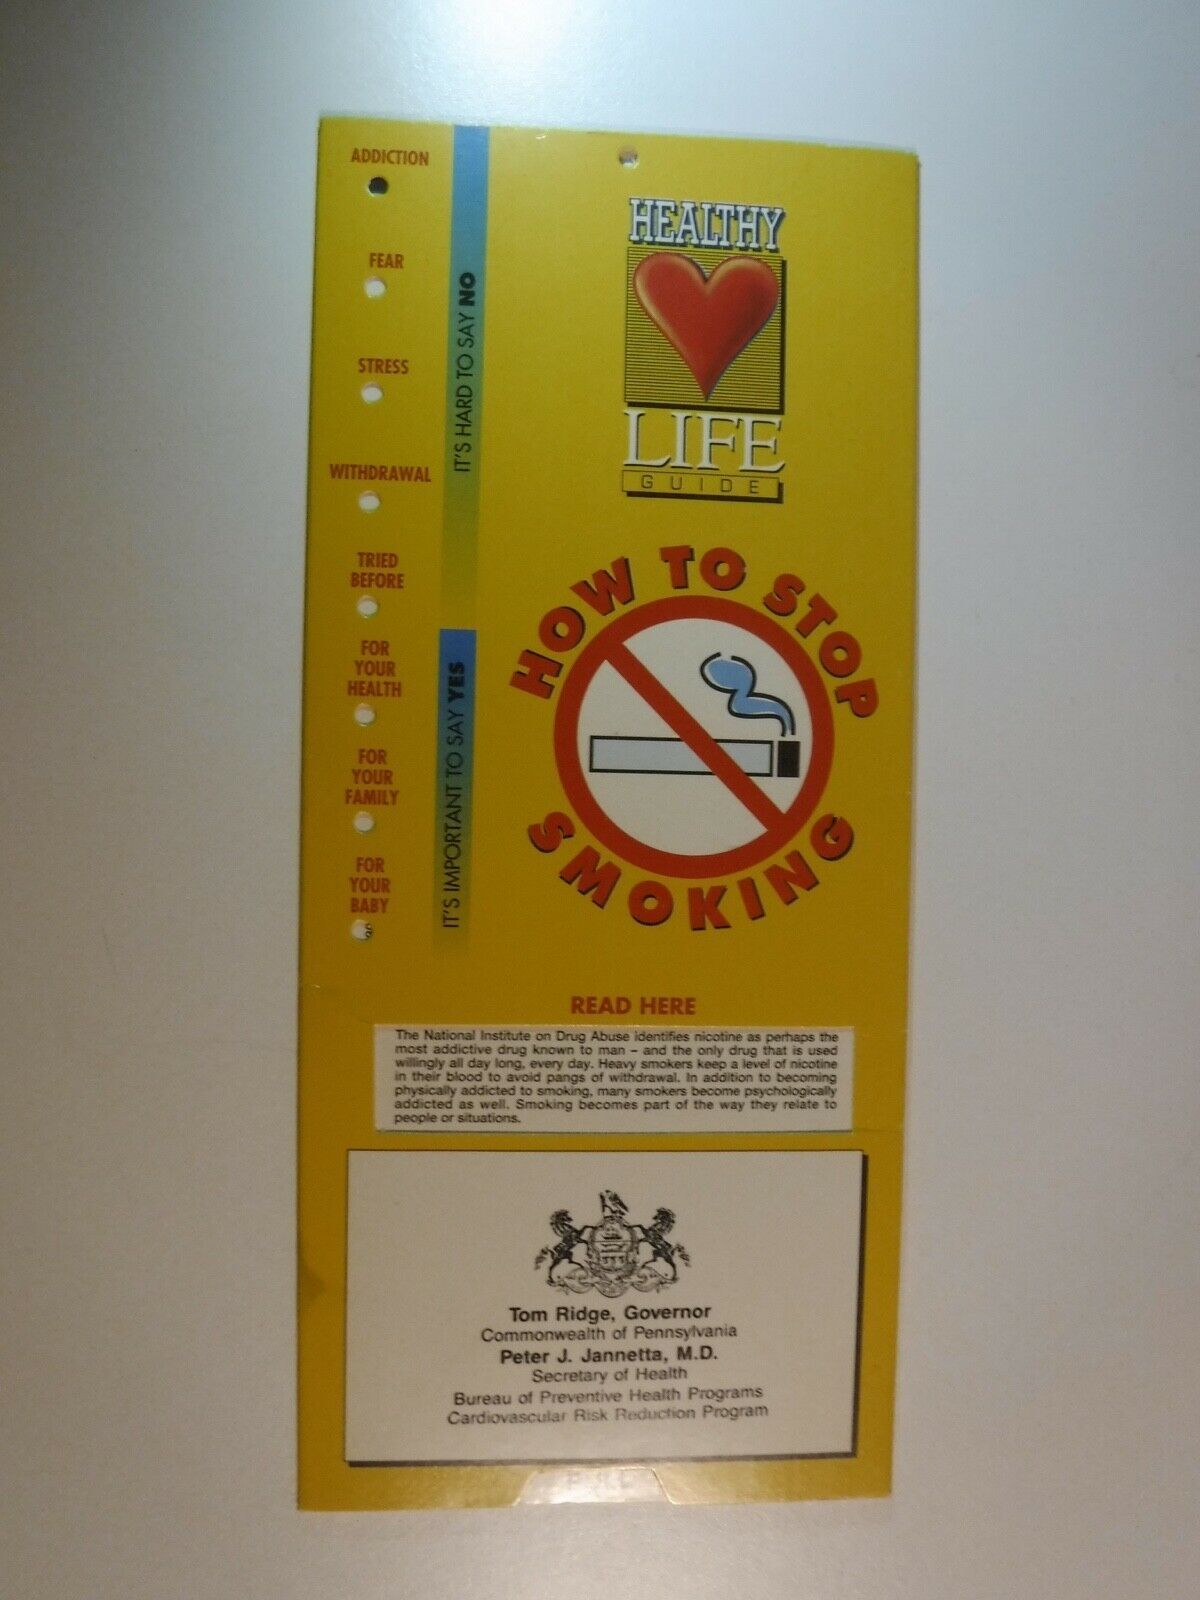 ADDICTION
FEAR
STRESS
WITHDRAWAL
TRIED
BEFORE
FOR
YOUR
HEALTH
FOR
YOUR
FAMILY
FOR
YOUR
BABY
IT'S HARD TO SAY NO
IT'S IMPORTANT TO SAY YES
HEALTHY
LIFE
GUIDE
HOW TO STOP
SMOKING
READ HERE
The National Institute on Drug Abuse identifies nicotine as perhaps the
most addictive drug known to man – and the only drug that is used
willingly all day long, every day. Heavy smokers keep a level of nicotine
in their blood to avoid pangs of withdrawal. In addition to becoming
physically addicted to smoking, many smokers become psychologically
addicted as well. Smoking becomes part of the way they relate to
people or situations.
Tom Ridge, Governor
Commonwealth of Pennsylvania
Peter J. Jannetta, M.D.
Secretary of Health
Bureau of Preventive Health Programs
Cardiovascular Risk Reduction Program